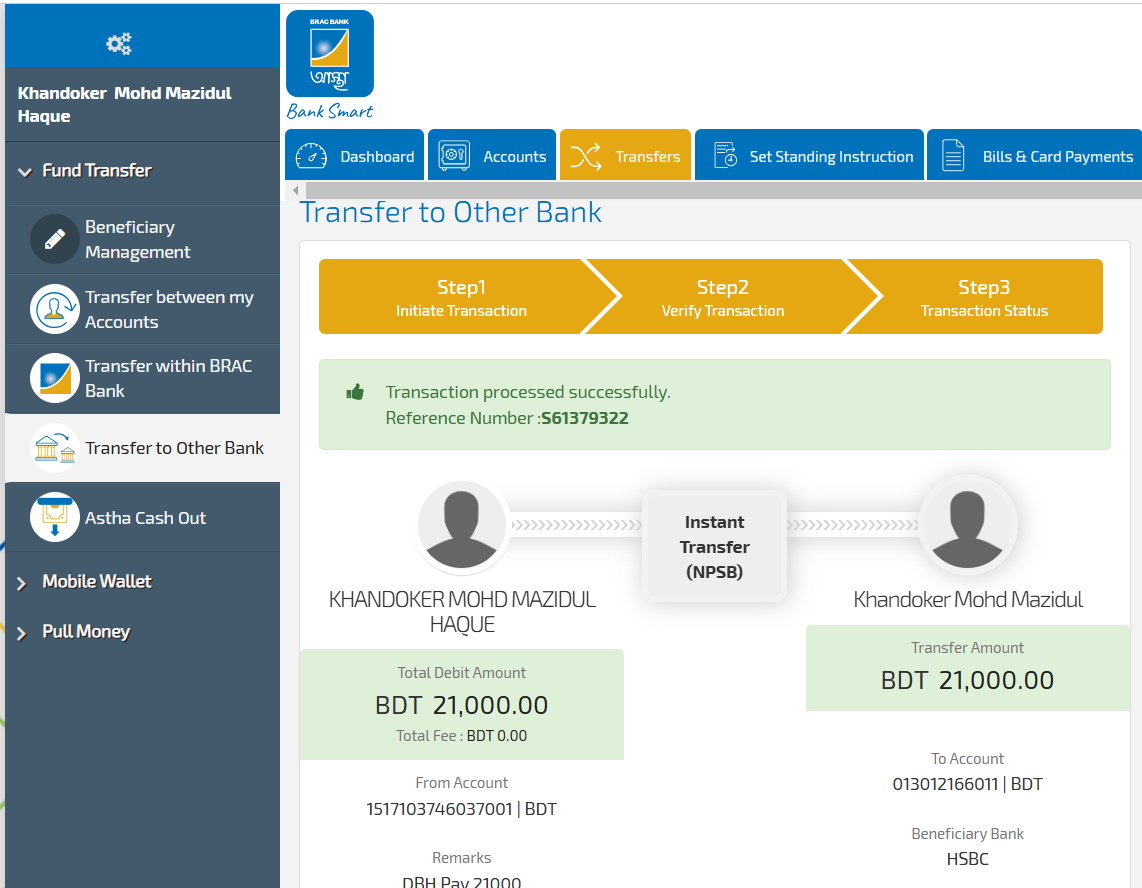 BRAC BANK
আস্থা
Bank Smart
Khandoker Mohd Mazidul
Haque
Fund Transfer
Beneficiary
Management
Transfer between my
Accounts
Transfer within BRAC
Bank
Transfer to Other Bank
Astha Cash Out
Mobile Wallet
Pull Money
Dashboard
Accounts
Transfers
Set Standing Instruction
Bills & Card Payments
Transfer to Other Bank
Step1
Initiate Transaction
Step2
Verify Transaction
Step3
Transaction Status
Transaction processed successfully.
Reference Number :S61379322
Instant
Transfer
(NPSB)
KHANDOKER MOHD MAZIDUL
HAQUE
Total Debit Amount
BDT 21,000.00
Total Fee : BDT 0.00
From Account
1517103746037001 | BDT
Remarks
DBH Pay 21000
Khandoker Mohd Mazidul
Transfer Amount
BDT 21,000.00
To Account
013012166011 | BDT
Beneficiary Bank
HSBC